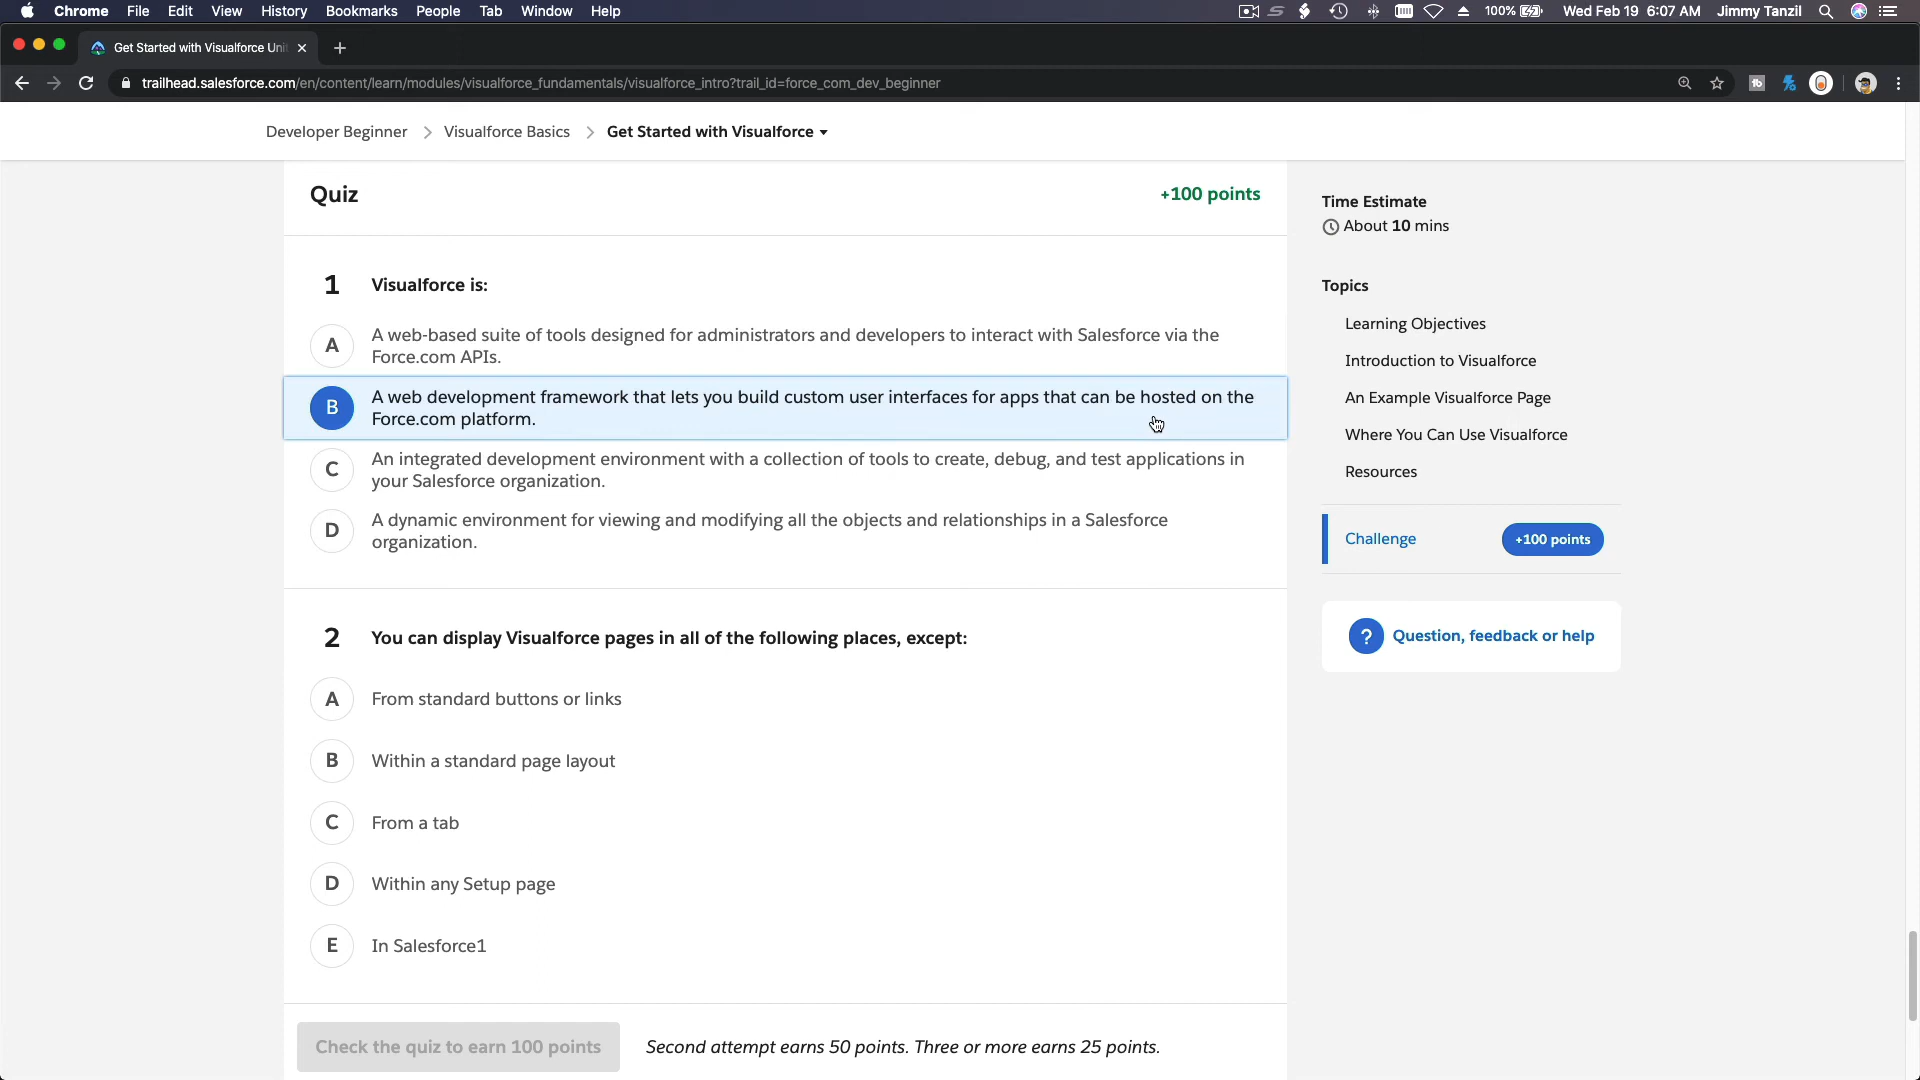 Chrome File Edit View History Bookmarks People Tab Window Help 100% Wed Feb 19 6:07 AM Jimmy Tanzil
Get Started with Visualforce Uni
trailhead.salesforce.com/en/content/learn/modules/visualforce_fundamentals/visualforce_intro?trail_id=force_com_dev_beginner
Developer Beginner > Visualforce Basics > Get Started with Visualforce
Quiz
+100 points
1 Visualforce is:
A A web-based suite of tools designed for administrators and developers to interact with Salesforce via the
Force.com APIs.
B A web development framework that lets you build custom user interfaces for apps that can be hosted on the
Force.com platform.
C An integrated development environment with a collection of tools to create, debug, and test applications in
your Salesforce organization.
D A dynamic environment for viewing and modifying all the objects and relationships in a Salesforce
organization.
2 You can display Visualforce pages in all of the following places, except:
A From standard buttons or links
B Within a standard page layout
C From a tab
D Within any Setup page
E In Salesforce1
Check the quiz to earn 100 points
Second attempt earns 50 points. Three or more earns 25 points.
Time Estimate
About 10 mins
Topics
Learning Objectives
Introduction to Visualforce
An Example Visualforce Page
Where You Can Use Visualforce
Resources
Challenge +100 points
? Question, feedback or help